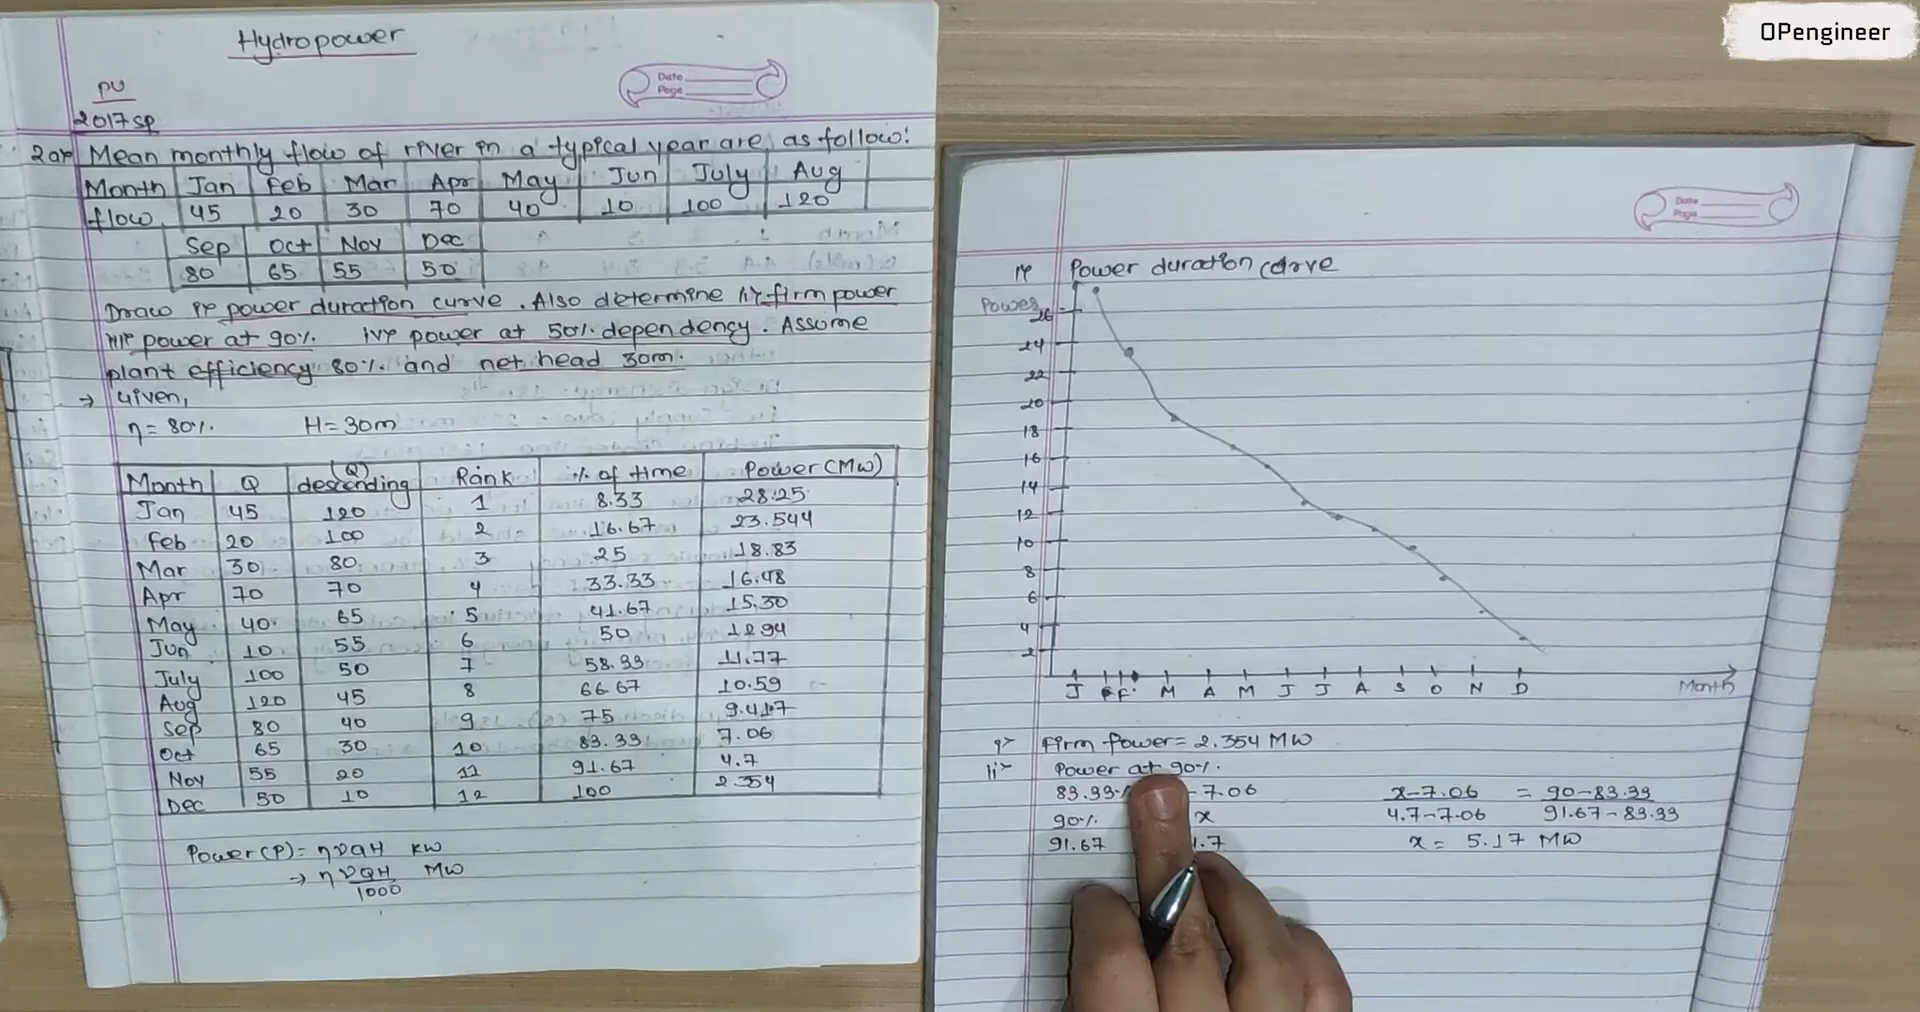 OPengineer
Hydropower
Date
Page
PU
2017 sp
Mean monthly flow of river in a typical year are as follow:
Month Jan Feb Mar Apr May Jun July Aug
flow 45 20 30 70 40 10 100 120
Sep Oct Nov Dec
80 65 55 50
Draw power duration curve. Also determine firm power
power at 90%. iv> power at 50% dependency. Assume
plant efficiency 80% and net head 30m.
→ Given,
η = 80% H = 30m
Month Q (Q) descending Rank % of time Power (MW)
Jan 45 120 1 8.33 28.25
Feb 20 100 2 16.67 23.544
Mar 30 80 3 25 18.83
Apr 70 70 4 33.33 16.48
May 40 65 5 41.67 15.30
Jun 10 55 6 50 12.94
July 100 50 7 58.33 11.77
Aug 120 45 8 66.67 10.59
Sep 80 40 9 75 9.417
Oct 65 30 10 83.33 7.06
Nov 55 20 11 91.67 4.7
Dec 50 10 12 100 2.354
Power (P) = ηγQH KW
→ ηγQH MW
1000
Date
Page
Power duration curve
Power
26
24
22
20
18
16
14
12
10
8
6
4
2
J F M A M J J A S O N D Month
Firm power = 2.354 MW
ii> Power at 90%.
83.33% - 7.06 x-7.06 = 90-83.33
90% x 4.7-7.06 91.67-83.33
91.67 x = 5.17 MW